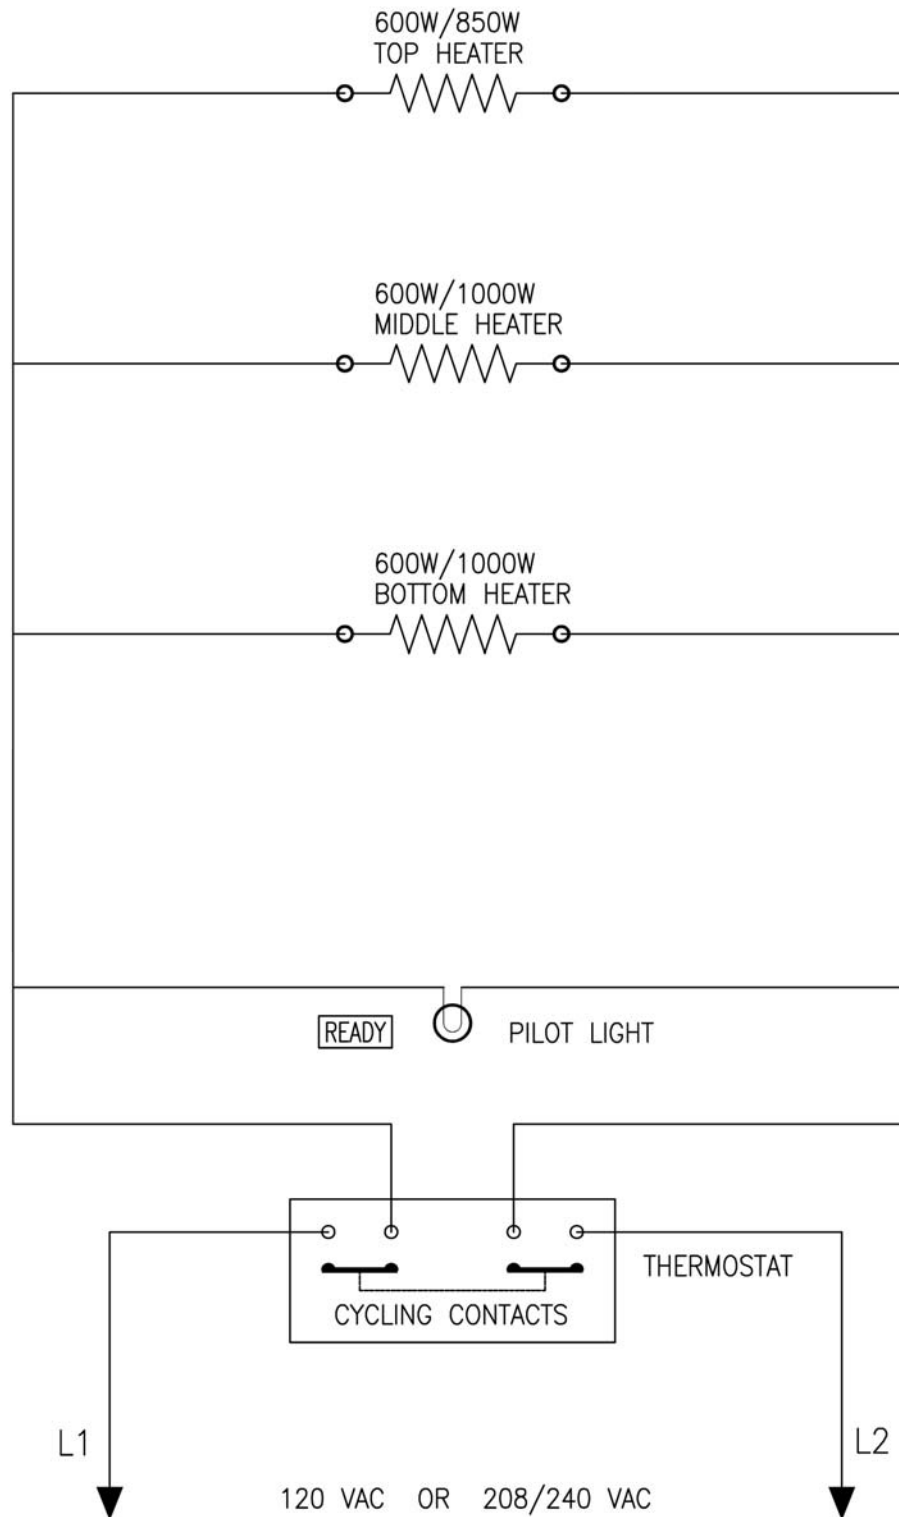 600W/850W
TOP HEATER
600W/1000W
MIDDLE HEATER
600W/1000W
BOTTOM HEATER
READY
PILOT LIGHT
THERMOSTAT
CYCLING CONTACTS
L1
L2
120 VAC OR 208/240 VAC